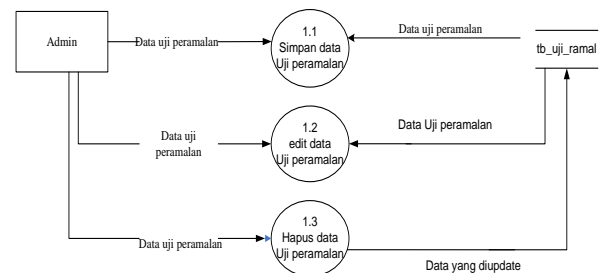 Admin
Data uji peramalan
1.1
Simpan data
Uji peramalan
Data uji peramalan
tb_uji_ramal
Data uji
peramalan
1.2
edit data
Uji peramalan
Data Uji peramalan
Data uji peramalan
1.3
Hapus data
Uji peramalan
Data yang diupdate